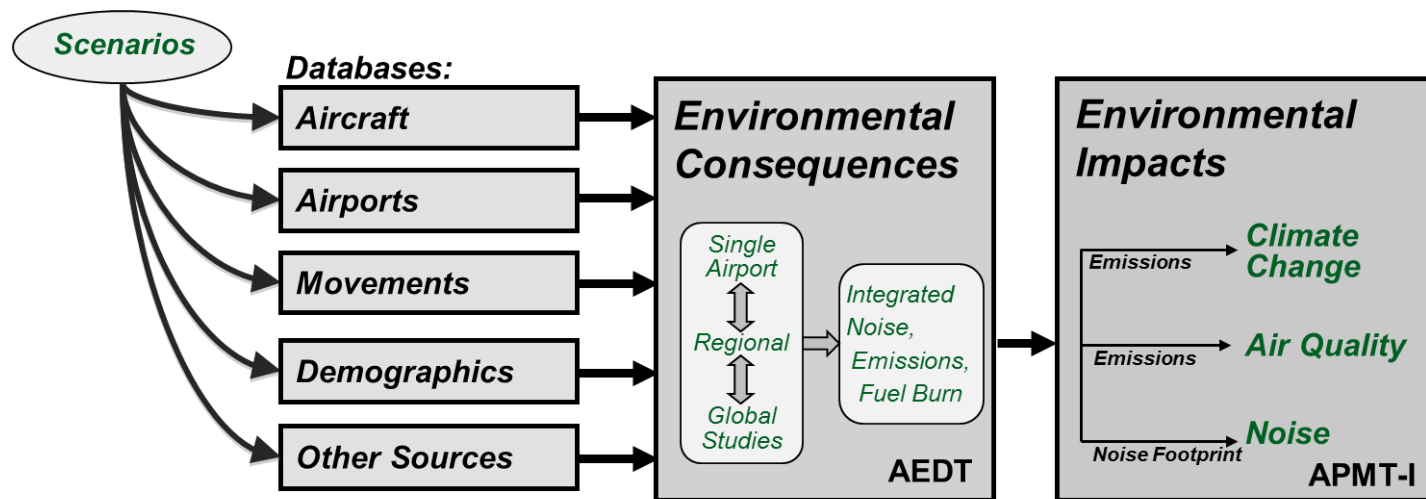 Scenarios
Databases:
Aircraft
Airports
Movements
Demographics
Other Sources
Environmental
Consequences
Single
Airport
Regional
Global
Studies
Integrated
Noise,
Emissions,
Fuel Burn
AEDT
Environmental
Impacts
Emissions
Climate
Change
Emissions
Air Quality
Noise Footprint
Noise
APMT-I